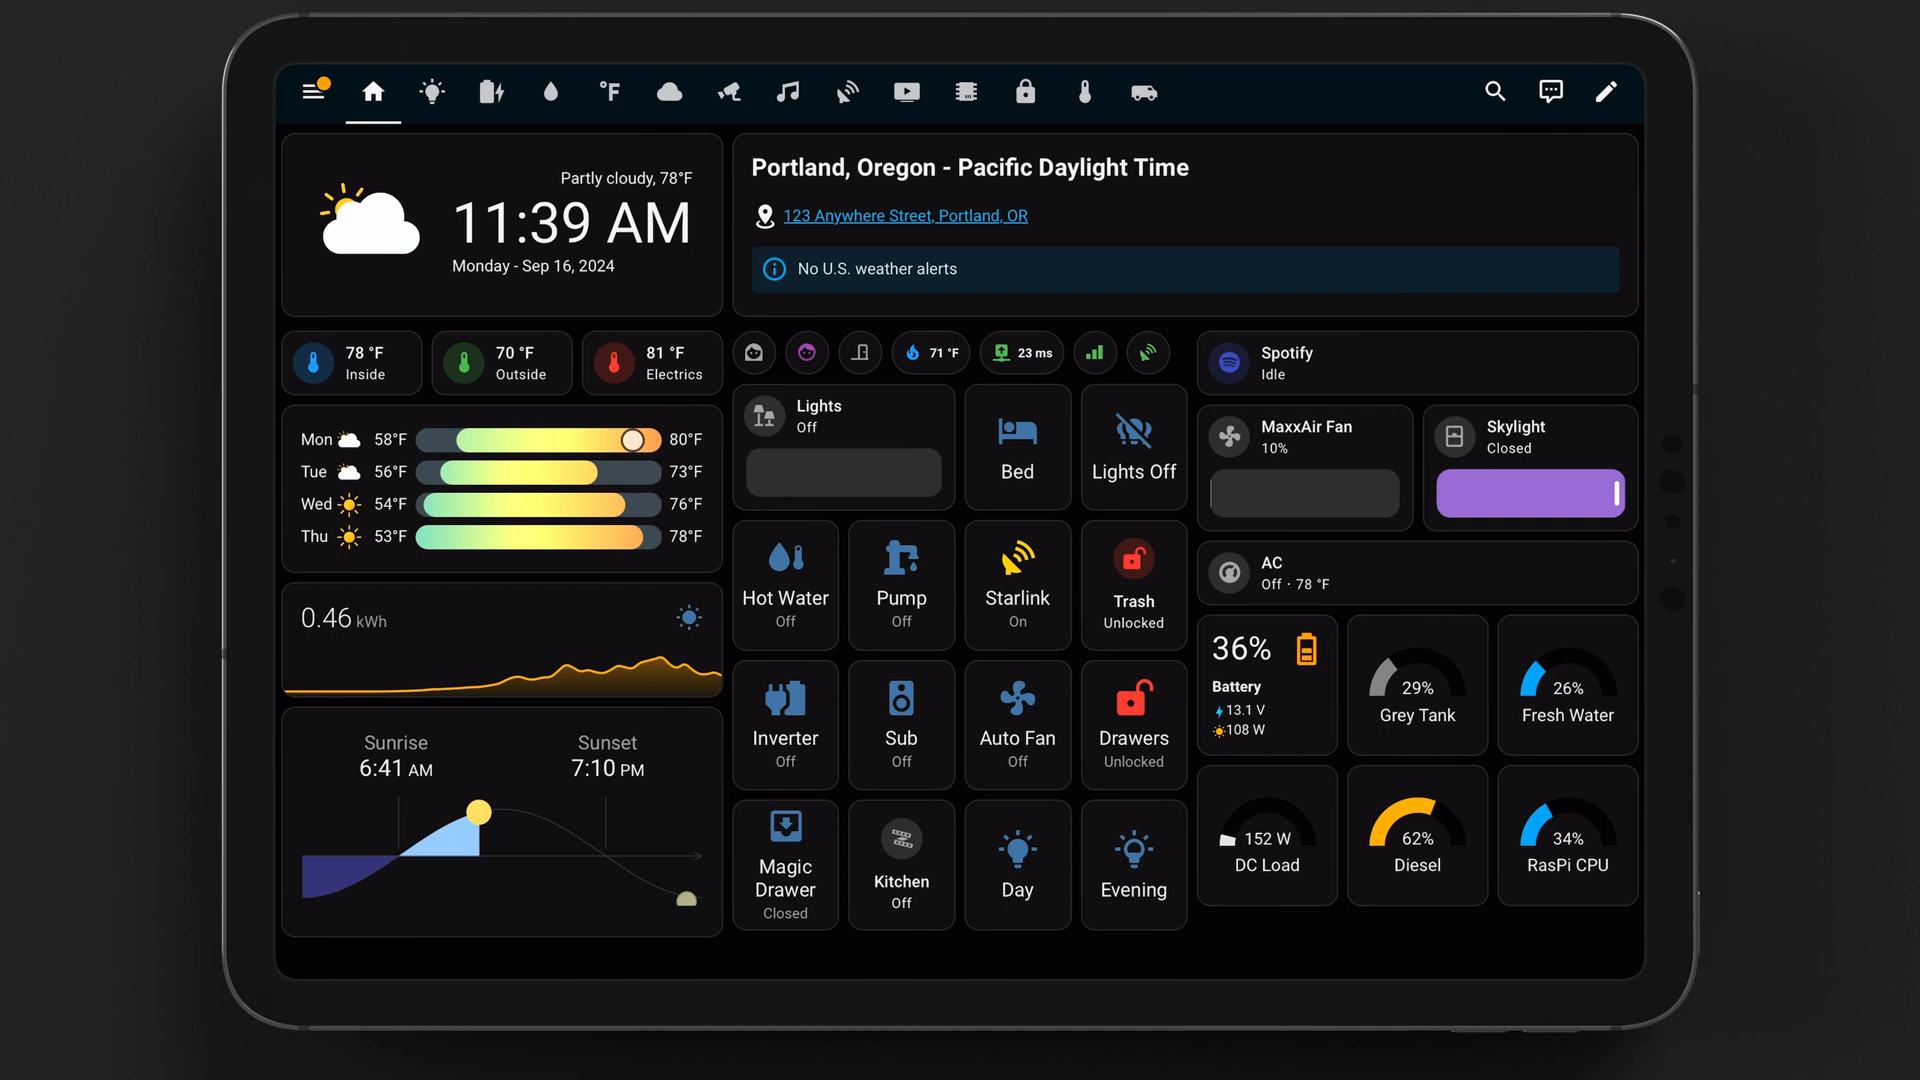 °F
Partly cloudy, 78°F
11:39 AM
Monday - Sep 16, 2024
Portland, Oregon - Pacific Daylight Time
123 Anywhere Street, Portland, OR
No U.S. weather alerts
78 °F
Inside
70 °F
Outside
81 °F
Electrics
Mon 58°F 80°F
Tue 56°F 73°F
Wed 54°F 76°F
Thu 53°F 78°F
0.46 kWh
Sunrise
6:41 AM
Sunset
7:10 PM
71 °F
23 ms
Lights
Off
Bed
Lights Off
Hot Water
Off
Pump
Off
Starlink
On
Trash
Unlocked
Inverter
Off
Sub
Off
Auto Fan
Off
Drawers
Unlocked
Magic
Drawer
Closed
Kitchen
Off
Day
Evening
Spotify
Idle
MaxxAir Fan
10%
Skylight
Closed
AC
Off · 78 °F
36%
Battery
13.1 V
108 W
29%
Grey Tank
26%
Fresh Water
152 W
DC Load
62%
Diesel
34%
RasPi CPU